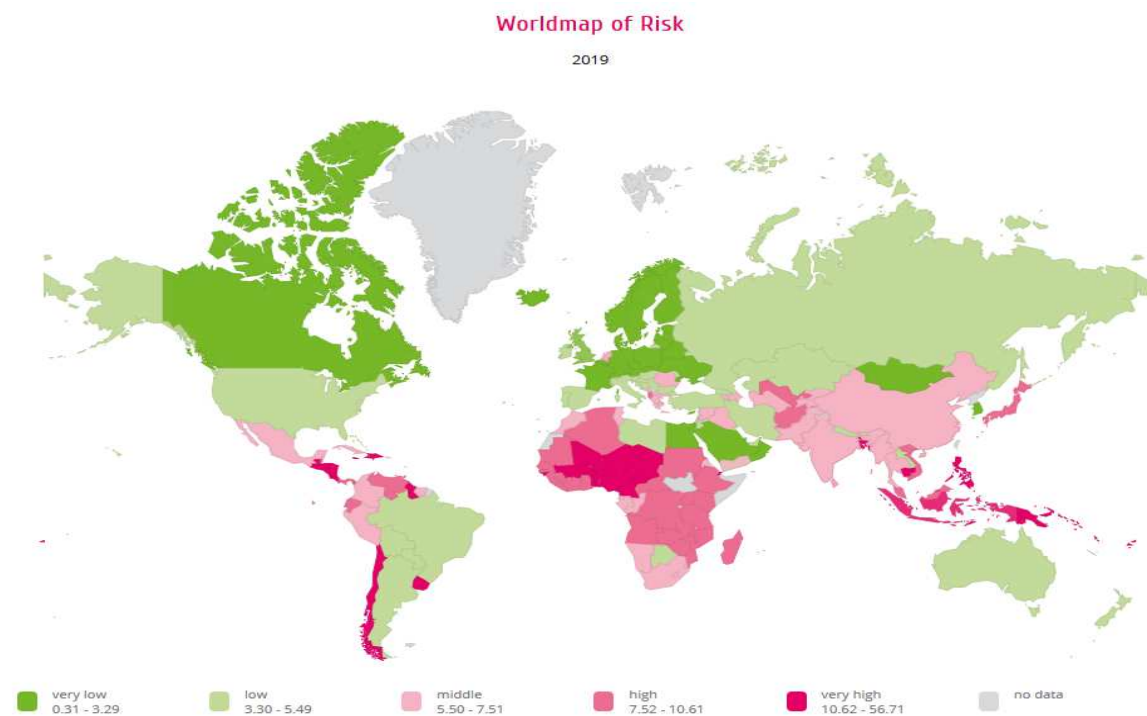 Worldmap of Risk
2019
very low
0.31 - 3.29
low
3.30 - 5.49
middle
5.50 - 7.51
high
7.52 - 10.61
very high
10.62 - 56.71
no data